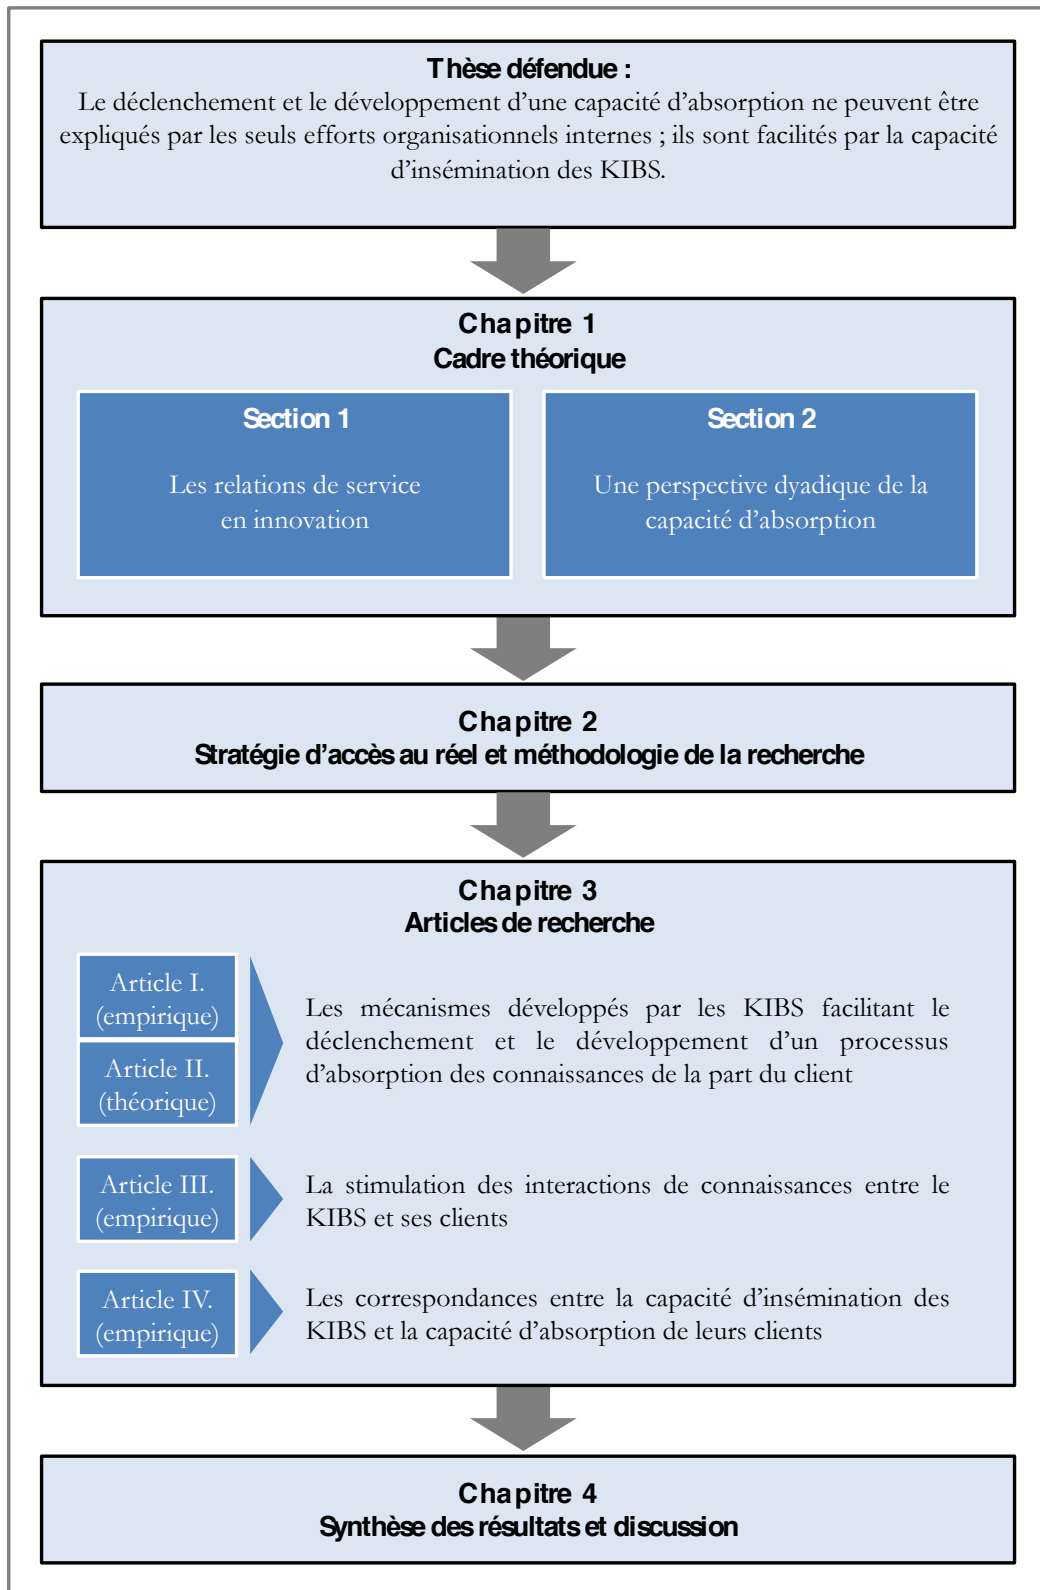 Thèse défendue :
Le déclenchement et le développement d’une capacité d’absorption ne peuvent être
expliqués par les seuls efforts organisationnels internes ; ils sont facilités par la capacité
d’insémination des KIBS.
Chapitre 1
Cadre théorique
Section 1
Les relations de service
en innovation
Section 2
Une perspective dyadique de la
capacité d’absorption
Chapitre 2
Stratégie d’accès au réel et méthodologie de la recherche
Chapitre 3
Articles de recherche
Article I.
(empirique)
Article II.
(théorique)
Les mécanismes développés par les KIBS facilitant le
déclenchement et le développement d’un processus
d’absorption des connaissances de la part du client
Article III.
(empirique)
La stimulation des interactions de connaissances entre le
KIBS et ses clients
Article IV.
(empirique)
Les correspondances entre la capacité d’insémination des
KIBS et la capacité d’absorption de leurs clients
Chapitre 4
Synthèse des résultats et discussion